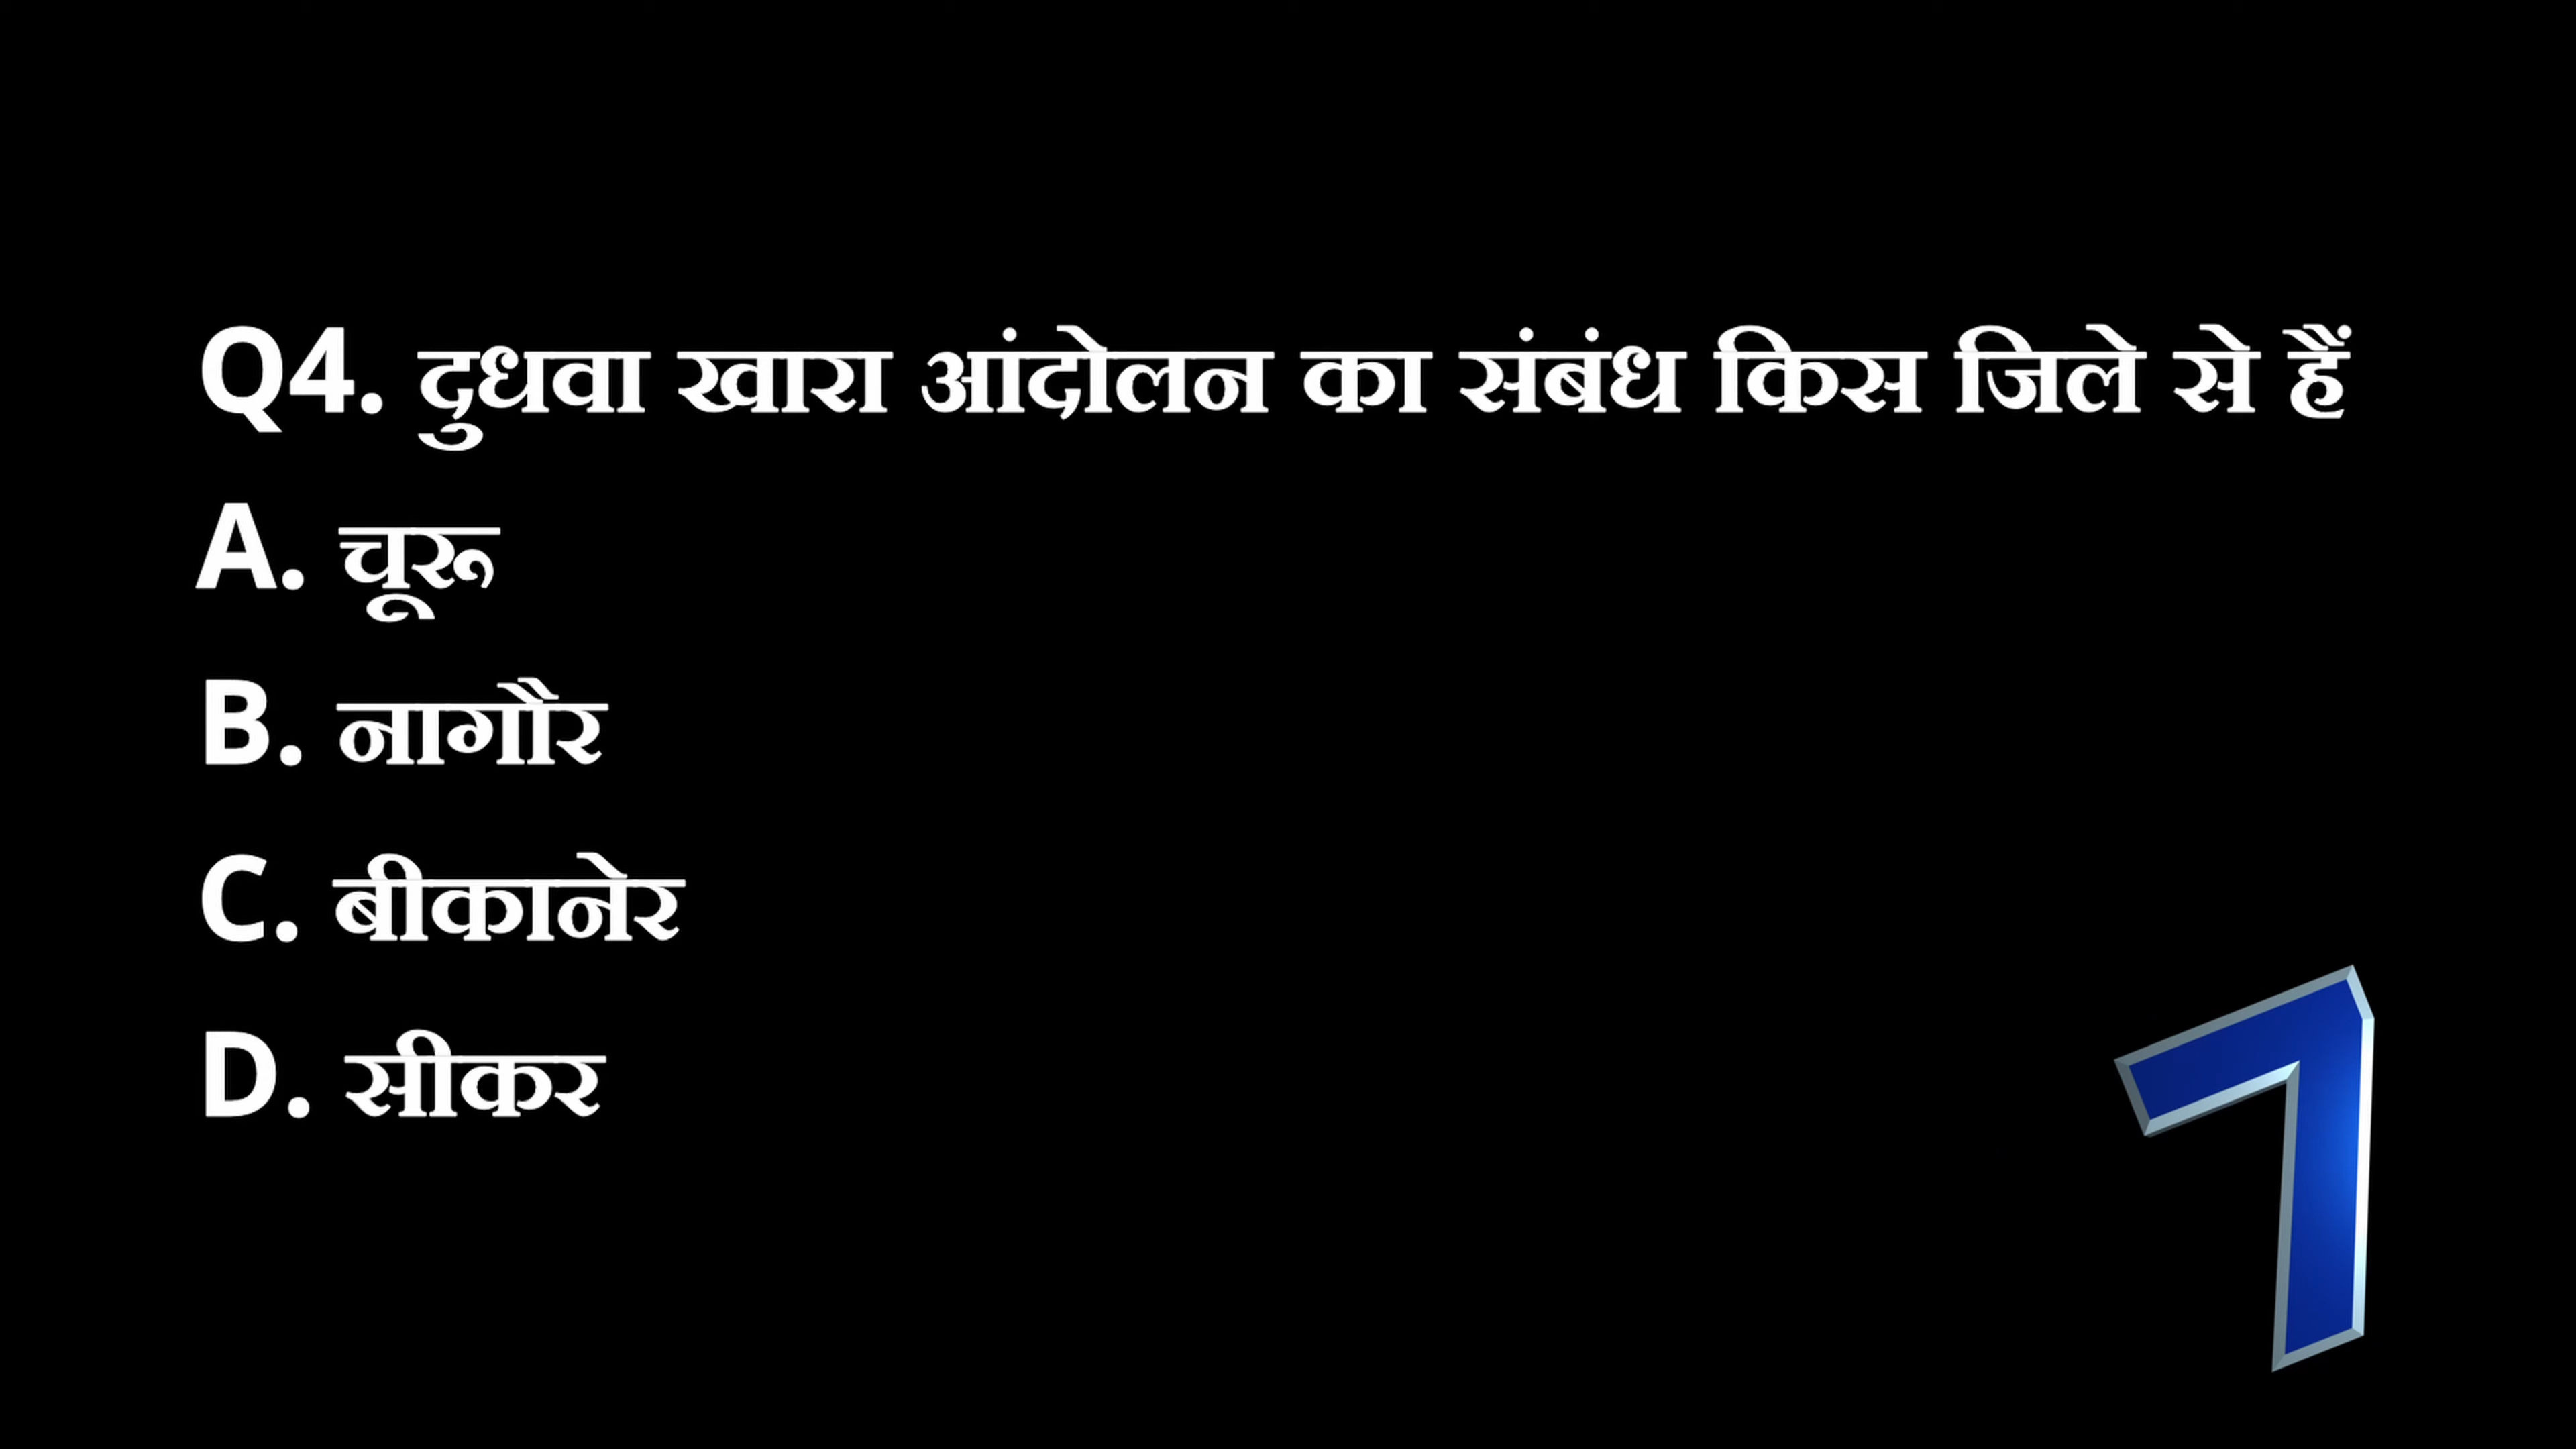 Q4. दुधवा खारा आंदोलन का संबंध किस जिले से हैं
A. चूरू
B. नागौर
C. बीकानेर
D. सीकर
7